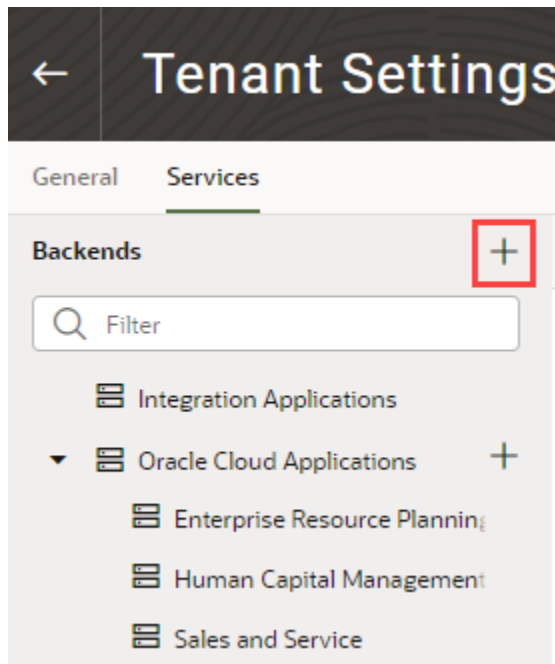 Tenant Settings
General Services
Backends
Filter
Integration Applications
Oracle Cloud Applications
Enterprise Resource Planning
Human Capital Management
Sales and Service